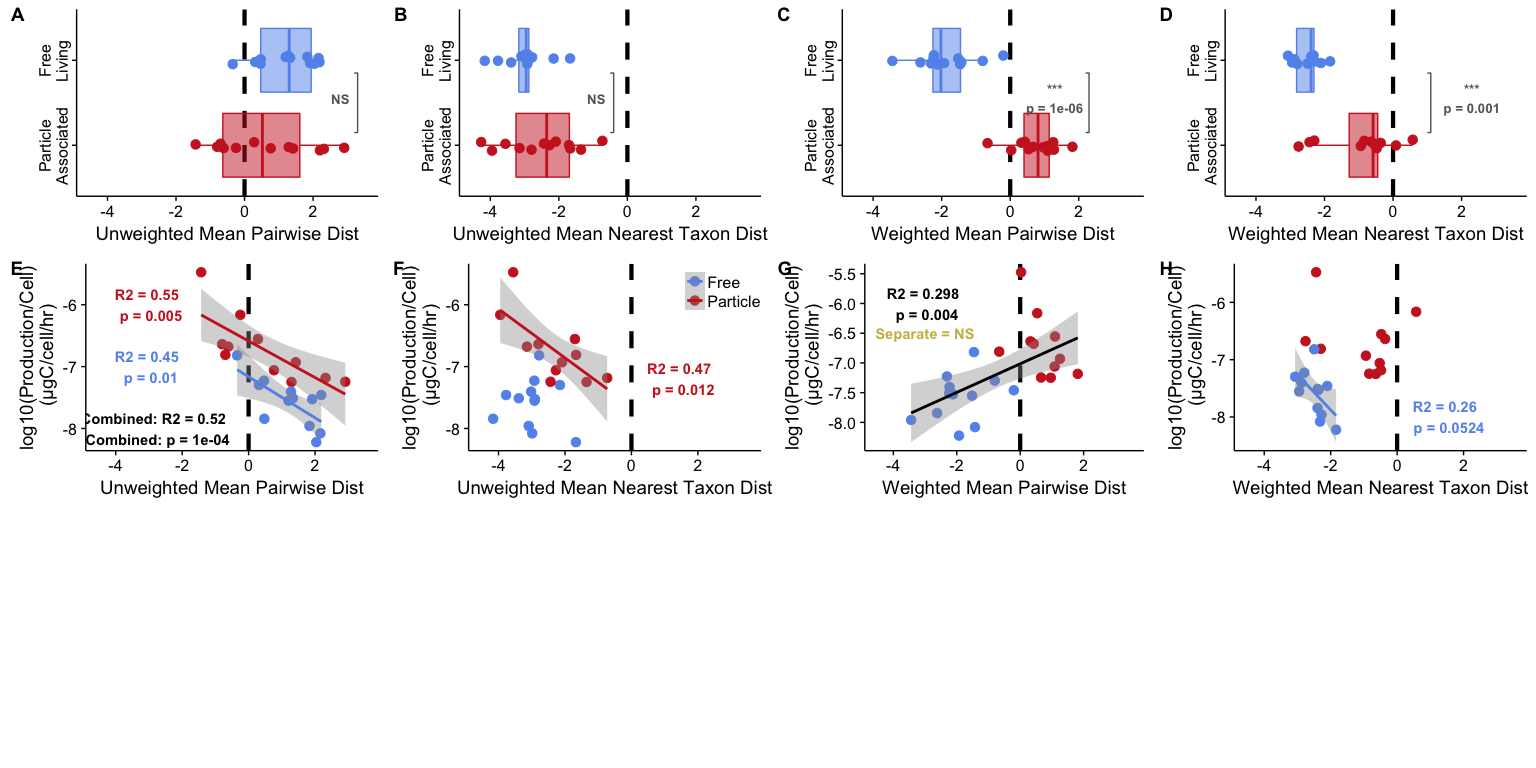 A
Free
Living
Particle
Associated
NS
-4 -2 0 2
Unweighted Mean Pairwise Dist
B
Free
Living
Particle
Associated
NS
-4 -2 0 2
Unweighted Mean Nearest Taxon Dist
C
Free
Living
Particle
Associated
***
p = 1e-06
-4 -2 0 2
Weighted Mean Pairwise Dist
D
Free
Living
Particle
Associated
***
p = 0.001
-4 -2 0 2
Weighted Mean Nearest Taxon Dist
E
log10(Production/Cell)
(μgC/cell/hr)
-6
-7
-8
R2 = 0.55
p = 0.005
R2 = 0.45
p = 0.01
Combined: R2 = 0.52
Combined: p = 1e-04
-4 -2 0 2
Unweighted Mean Pairwise Dist
F
log10(Production/Cell)
(μgC/cell/hr)
-6
-7
-8
Free
Particle
R2 = 0.47
p = 0.012
-4 -2 0 2
Unweighted Mean Nearest Taxon Dist
G
log10(Production/Cell)
(μgC/cell/hr)
-5.5
-6.0
-6.5
-7.0
-7.5
-8.0
R2 = 0.298
p = 0.004
Separate = NS
-4 -2 0 2
Weighted Mean Pairwise Dist
H
log10(Production/Cell)
(μgC/cell/hr)
-6
-7
-8
R2 = 0.26
p = 0.0524
-4 -2 0 2
Weighted Mean Nearest Taxon Dist